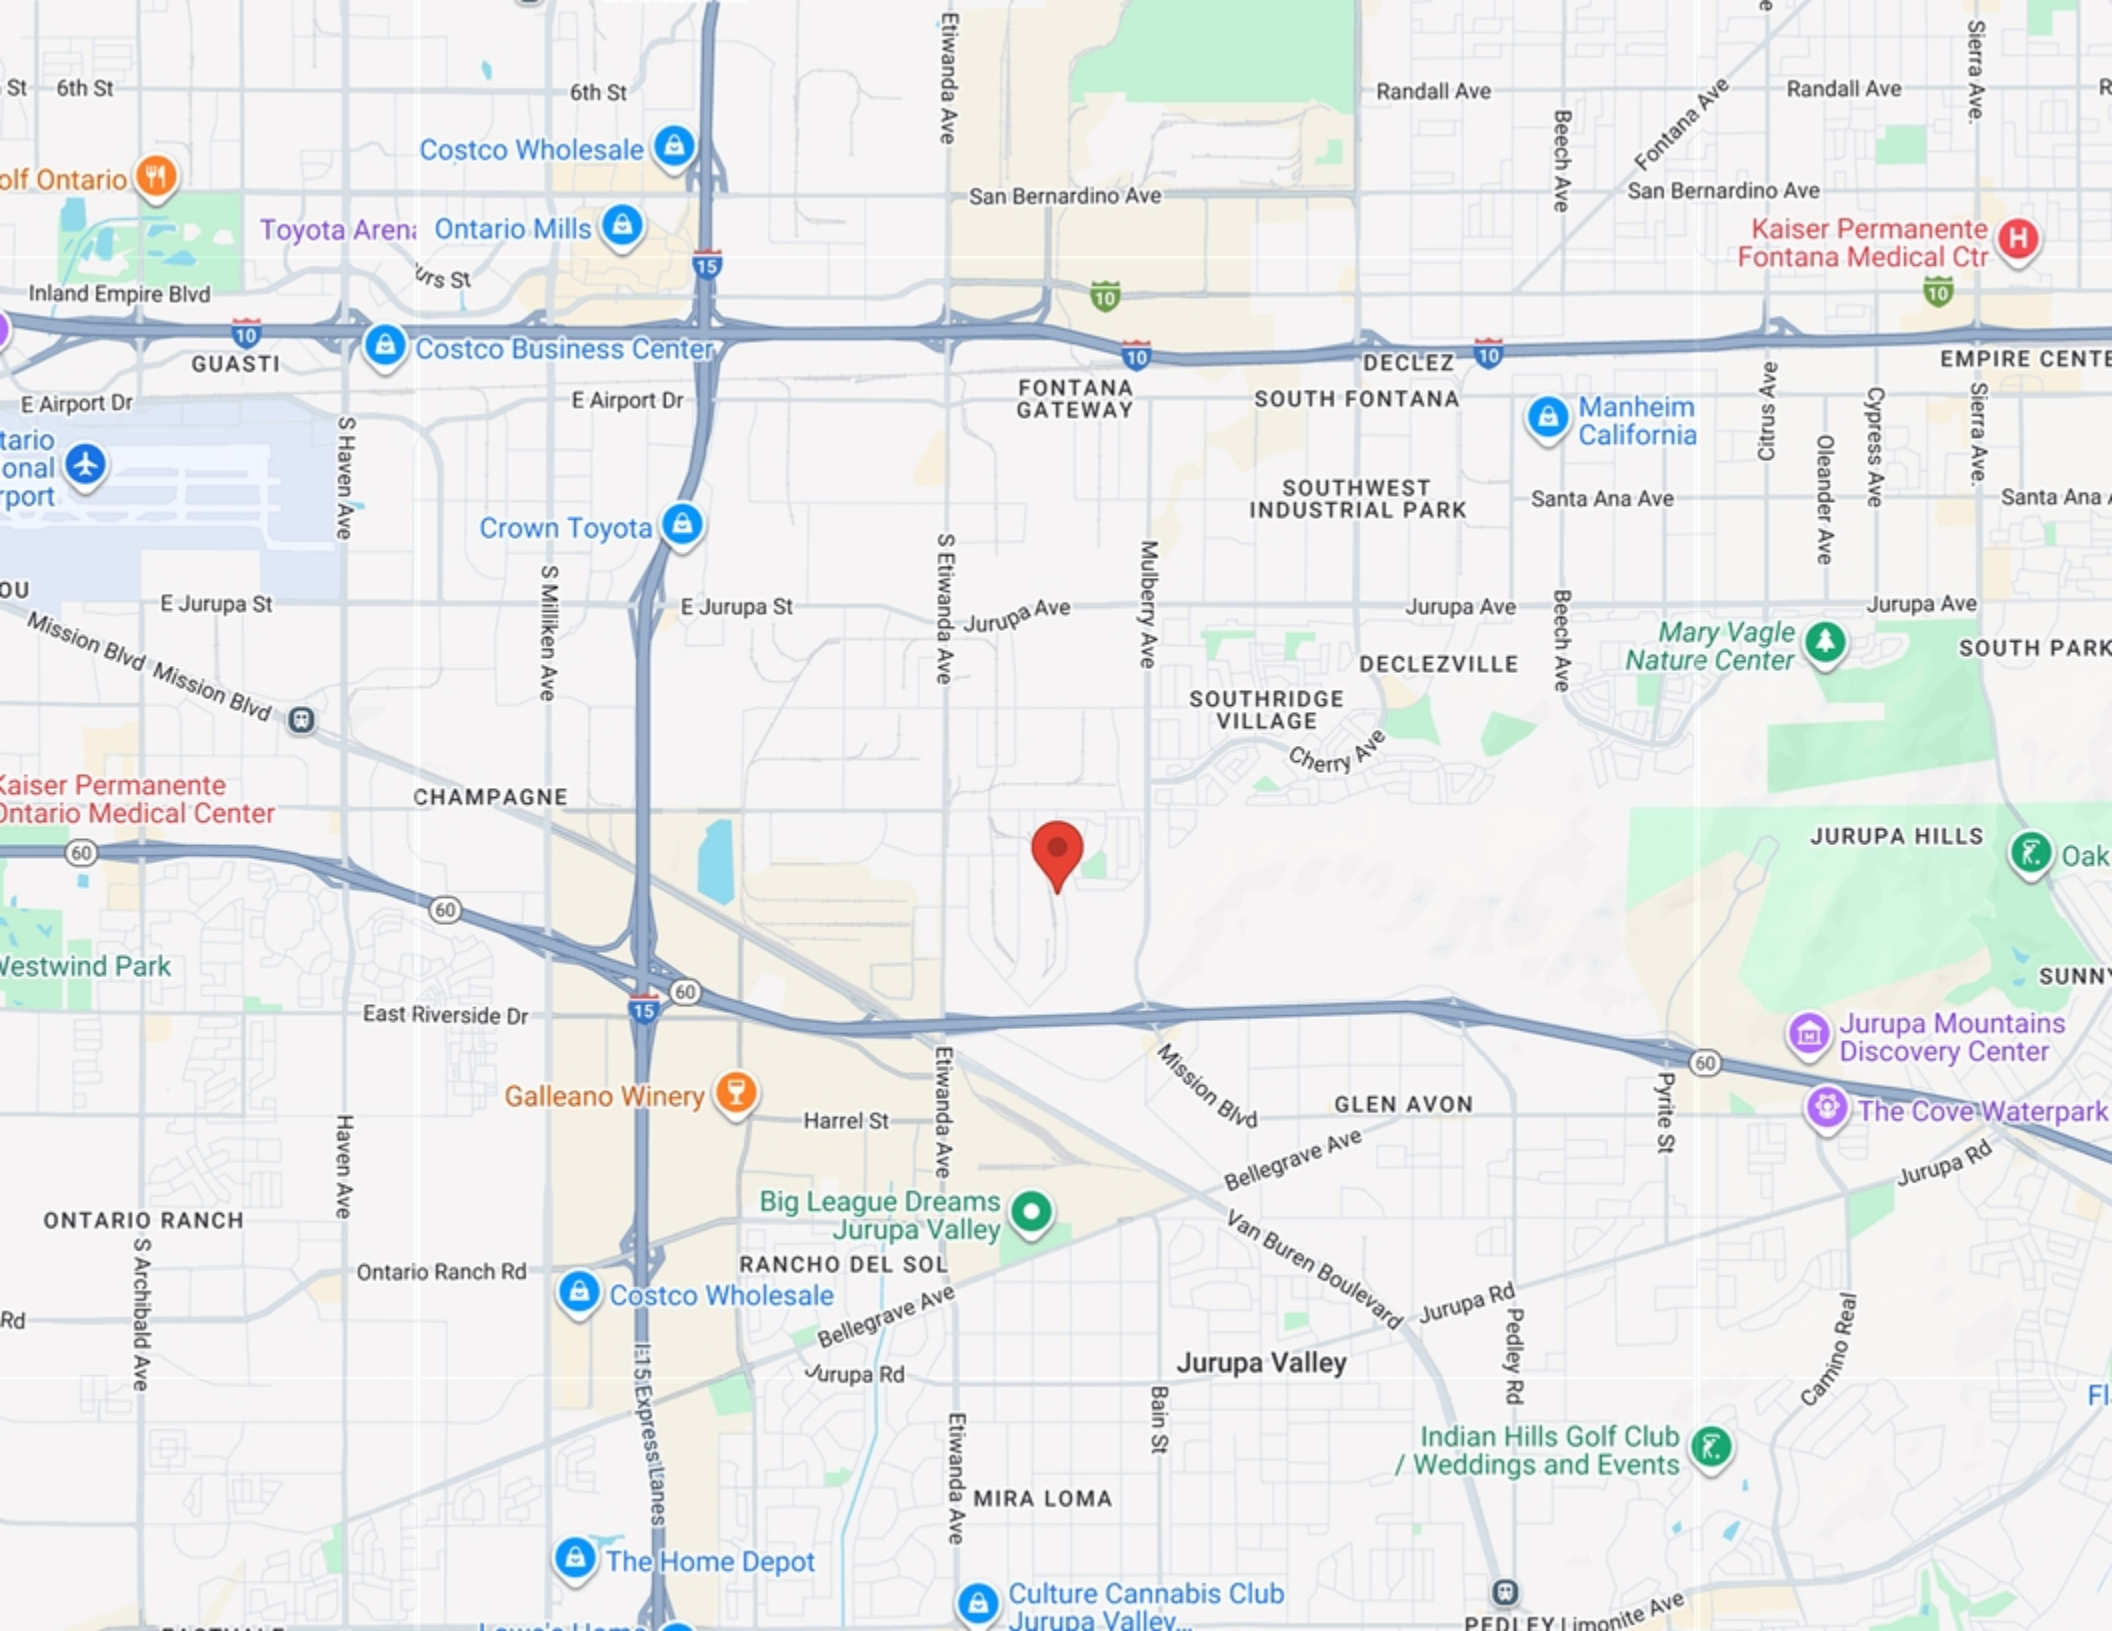 Etiwanda Ave
Sierra Ave.
St
6th St
6th St
Randall Ave
Fontana Ave
Randall Ave
R
Beech Ave
Costco Wholesale
olf Ontario
San Bernardino Ave
San Bernardino Ave
Toyota Arena
Ontario Mills
Kaiser Permanente
Fontana Medical Ctr
H
urs St
15
Inland Empire Blvd
10
10
10
Costco Business Center
10
10
GUASTI
DECLEZ
EMPIRE CENTE
E Airport Dr
E Airport Dr
FONTANA
GATEWAY
SOUTH FONTANA
Manheim
California
Citrus Ave
Cypress Ave
Sierra Ave.
Oleander Ave
tario
onal
rport
S Haven Ave
SOUTHWEST
INDUSTRIAL PARK
Santa Ana Ave
Santa Ana A
Crown Toyota
S Milliken Ave
S Etiwanda Ave
Mulberry Ave
OU
E Jurupa St
E Jurupa St
Jurupa Ave
Jurupa Ave
Beech Ave
Jurupa Ave
Mission Blvd
Mission Blvd
Mary Vagle
Nature Center
SOUTH PARK
DECLEZVILLE
SOUTHRIDGE
VILLAGE
Cherry Ave
Kaiser Permanente
Ontario Medical Center
CHAMPAGNE
JURUPA HILLS
Oak
60
60
Westwind Park
60
SUNNY
15
East Riverside Dr
Jurupa Mountains
Discovery Center
60
Etiwanda Ave
Mission Blvd
Pyrite St
Galleano Winery
GLEN AVON
The Cove Waterpark
Harrel St
Haven Ave
Bellegrave Ave
Jurupa Rd
Big League Dreams
Jurupa Valley
ONTARIO RANCH
Van Buren Boulevard
S Archibald Ave
RANCHO DEL SOL
Ontario Ranch Rd
Costco Wholesale
Bellegrave Ave
Jurupa Rd
Rd
Pedley Rd
Camino Real
I-15 Express Lanes
Jurupa Rd
Jurupa Valley
Bain St
Fl
Etiwanda Ave
Indian Hills Golf Club
/ Weddings and Events
MIRA LOMA
The Home Depot
Culture Cannabis Club
Jurupa Valley...
PEDLEY
Limonite Ave
EASTVALE
Lowe's Home